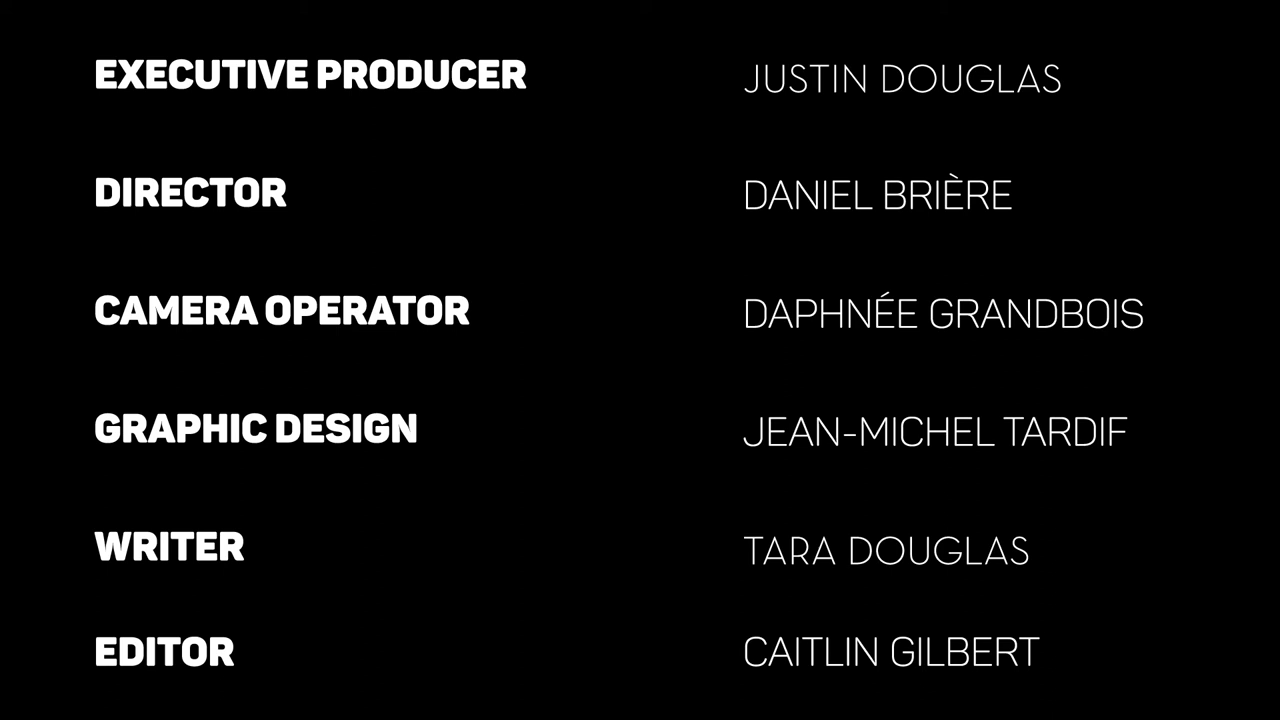 EXECUTIVE PRODUCER JUSTIN DOUGLAS
DIRECTOR DANIEL BRIÈRE
CAMERA OPERATOR DAPHNÉE GRANDBOIS
GRAPHIC DESIGN JEAN-MICHEL TARDIF
WRITER TARA DOUGLAS
EDITOR CAITLIN GILBERT